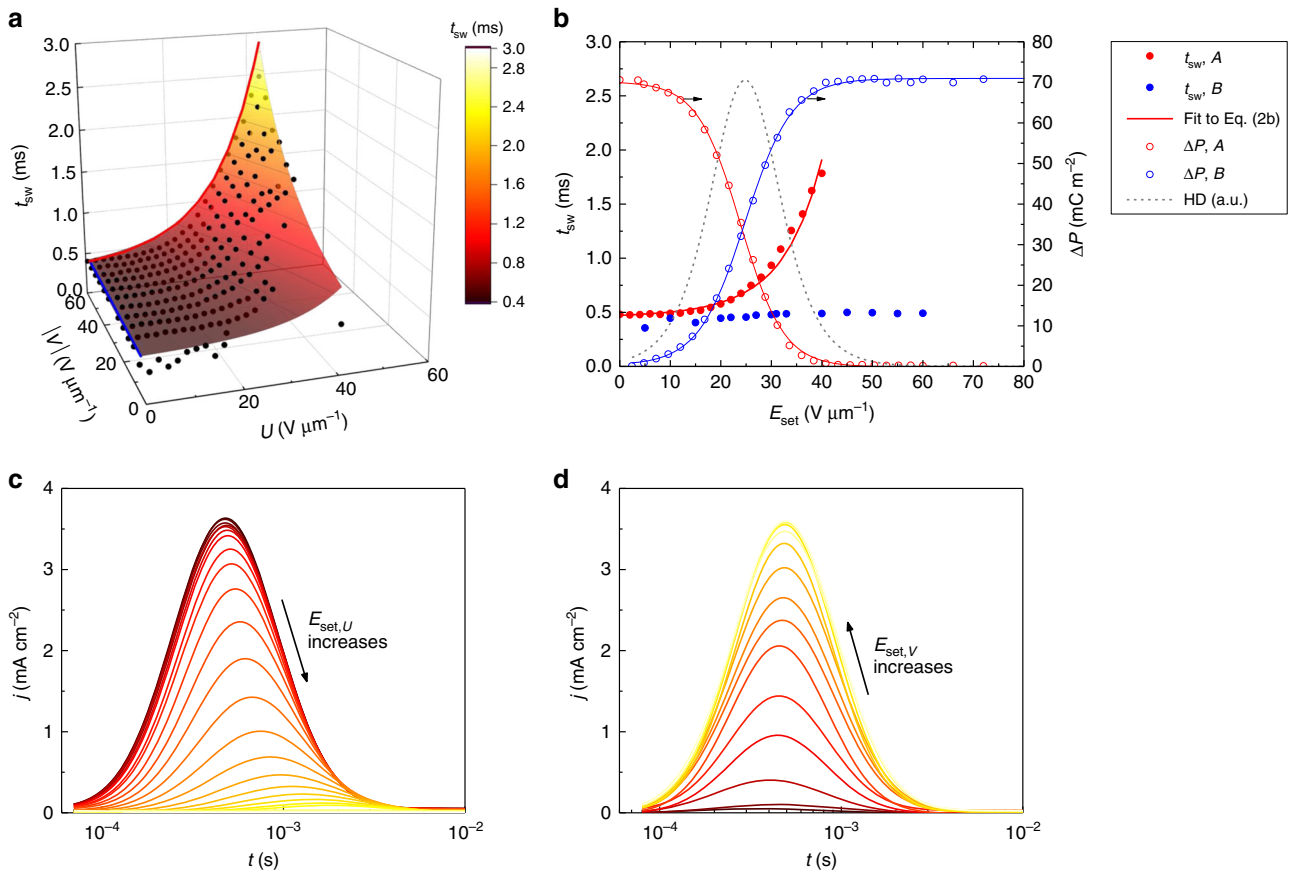 a
t_sw (ms)
3.0
2.5
2.0
1.5
1.0
0.5
0.0
t_sw (ms)
60
40
20
0
|V| (V μm⁻¹)
0
20
40
60
U (V μm⁻¹)
3.0
2.8
2.4
2.0
1.6
1.2
0.8
0.4
b
3.0
2.5
2.0
1.5
1.0
0.5
0.0
t_sw (ms)
0 10 20 30 40 50 60 70 80
E_set (V μm⁻¹)
80
70
60
50
40
30
20
10
0
ΔP (mC m⁻²)
t_sw, A
t_sw, B
Fit to Eq. (2b)
ΔP, A
ΔP, B
HD (a.u.)
c
4
3
2
1
0
j (mA cm⁻²)
E_set,U
increases
10⁻⁴ 10⁻³ 10⁻²
t (s)
d
4
3
2
1
0
j (mA cm⁻²)
E_set,V
increases
10⁻⁴ 10⁻³ 10⁻²
t (s)